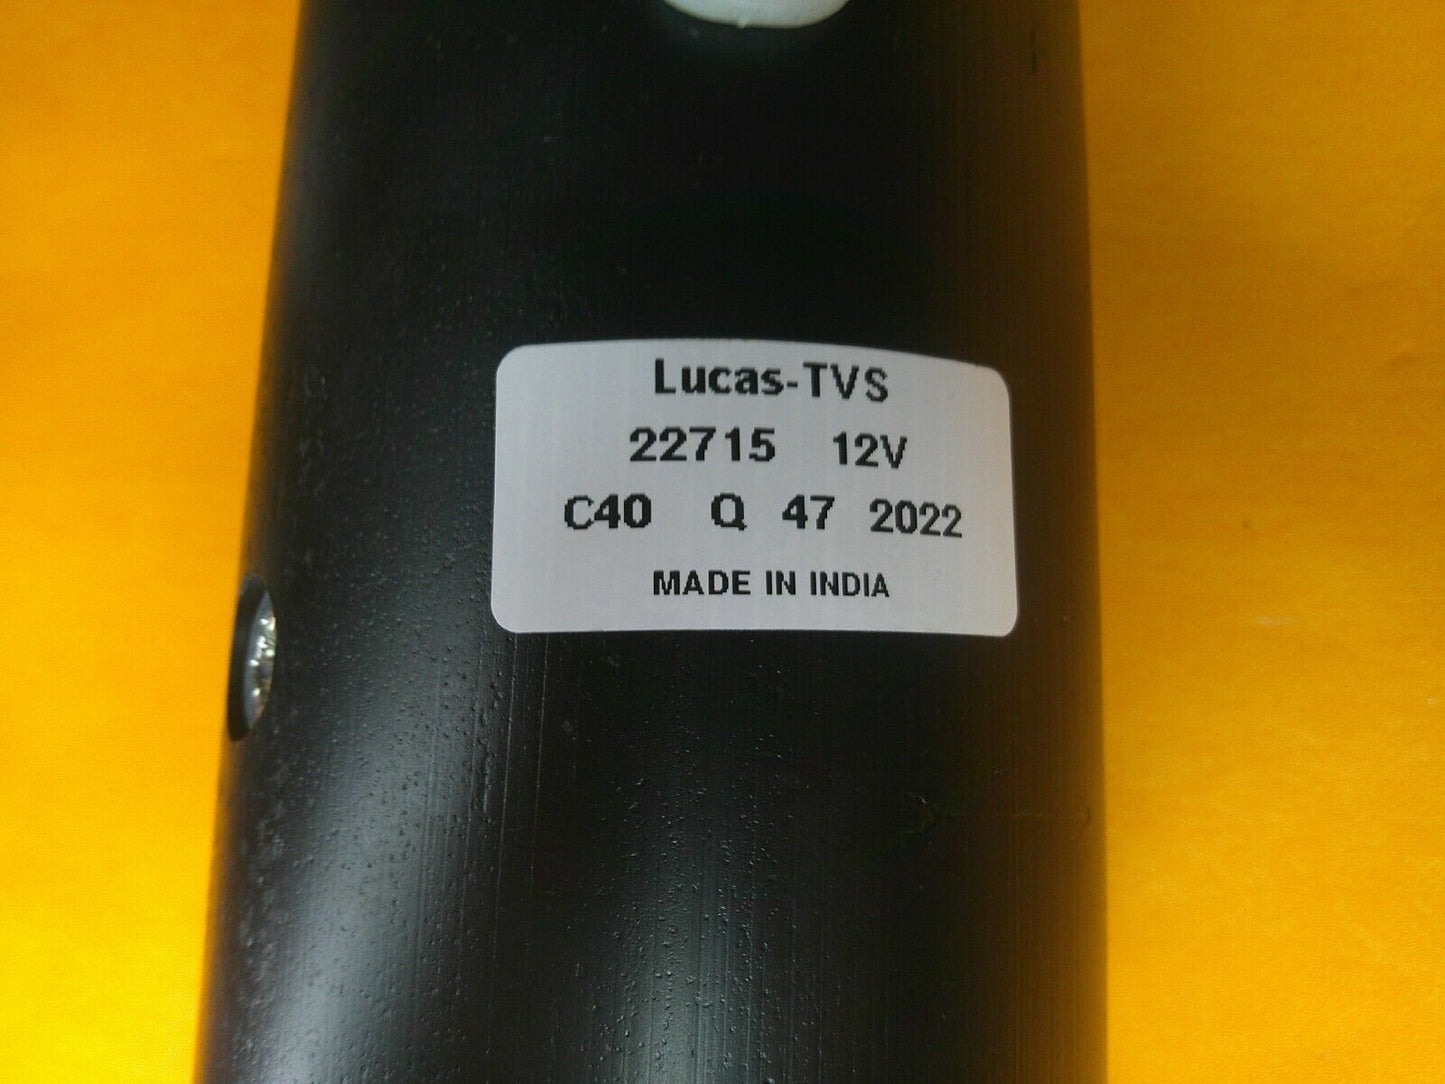 Lucas-TVS
22715 12V
C40 Q 47 2022
MADE IN INDIA